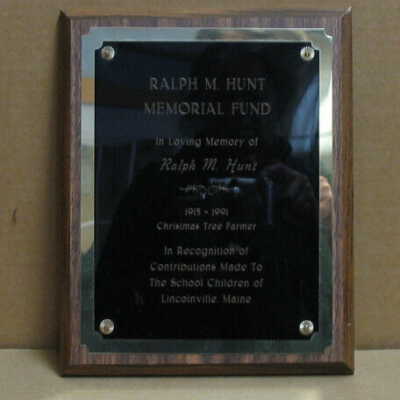 RALPH M. HUNT
MEMORIAL FUND
In Loving Memory of
Ralph M. Hunt
1915 - 1991
Christmas Tree Farmer
In Recognition of
Contributions Made To
The School Children of
Lincolnville, Maine